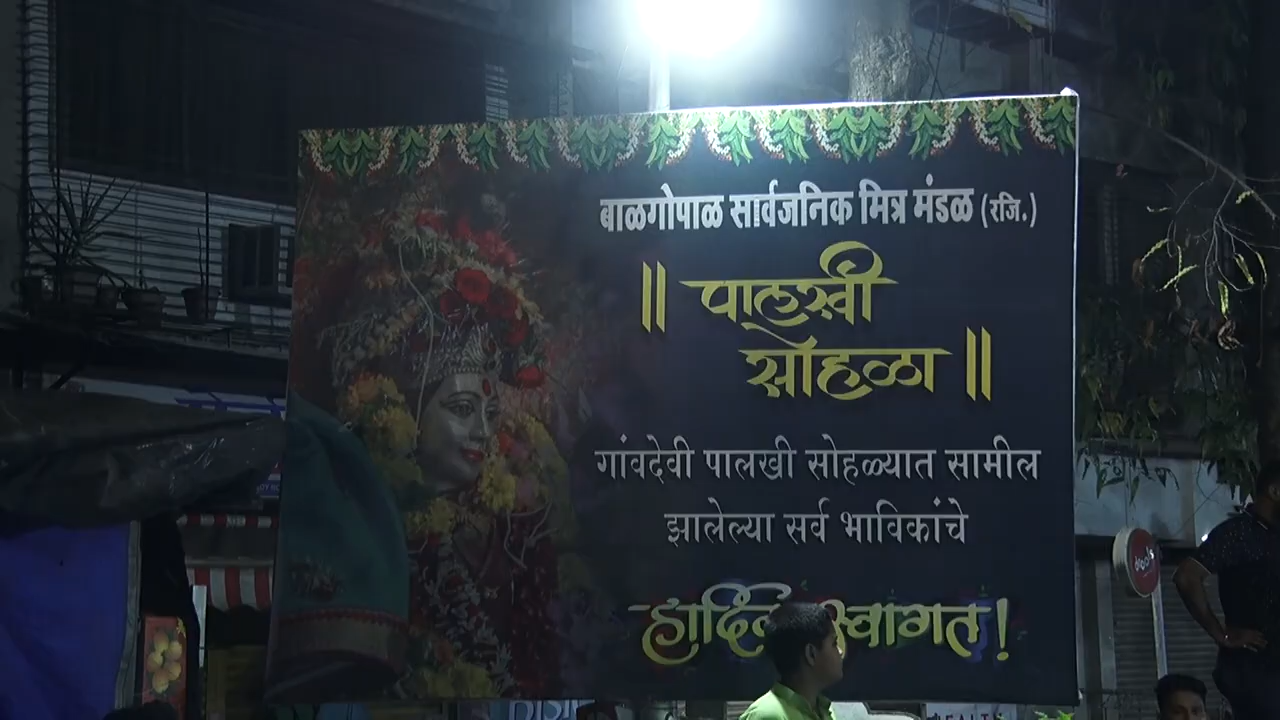 बाळगोपाळ सार्वजनिक मित्र मंडळ (रजि.)
॥ पालखी
सोहळा ॥
गांवदेवी पालखी सोहळ्यात सामील
झालेल्या सर्व भाविकांचे
स्वागत!